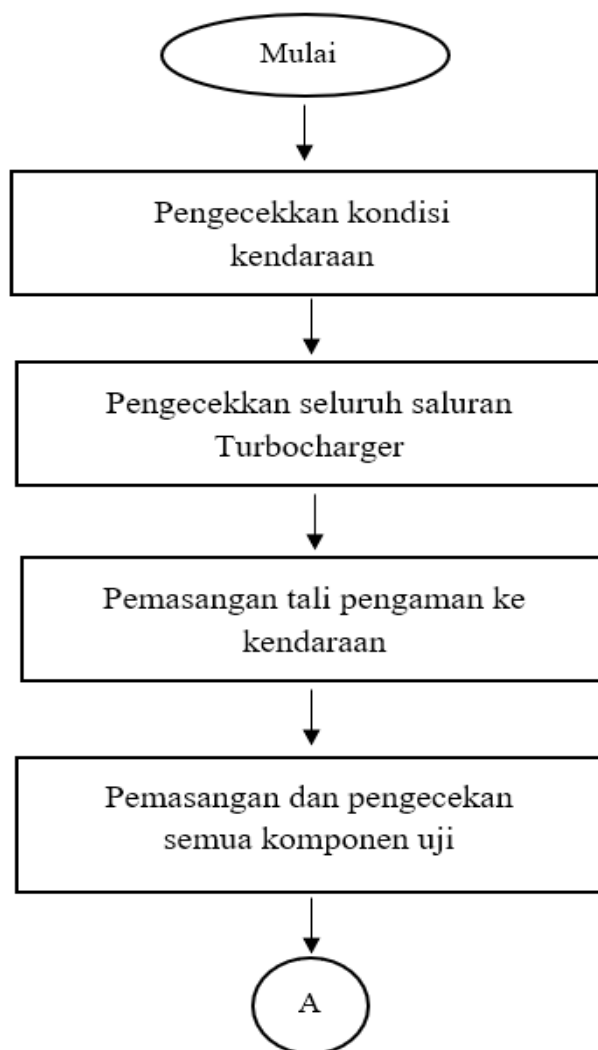 Mulai
Pengecekkan kondisi
kendaraan
Pengecekkan seluruh saluran
Turbocharger
Pemasangan tali pengaman ke
kendaraan
Pemasangan dan pengecekan
semua komponen uji
A